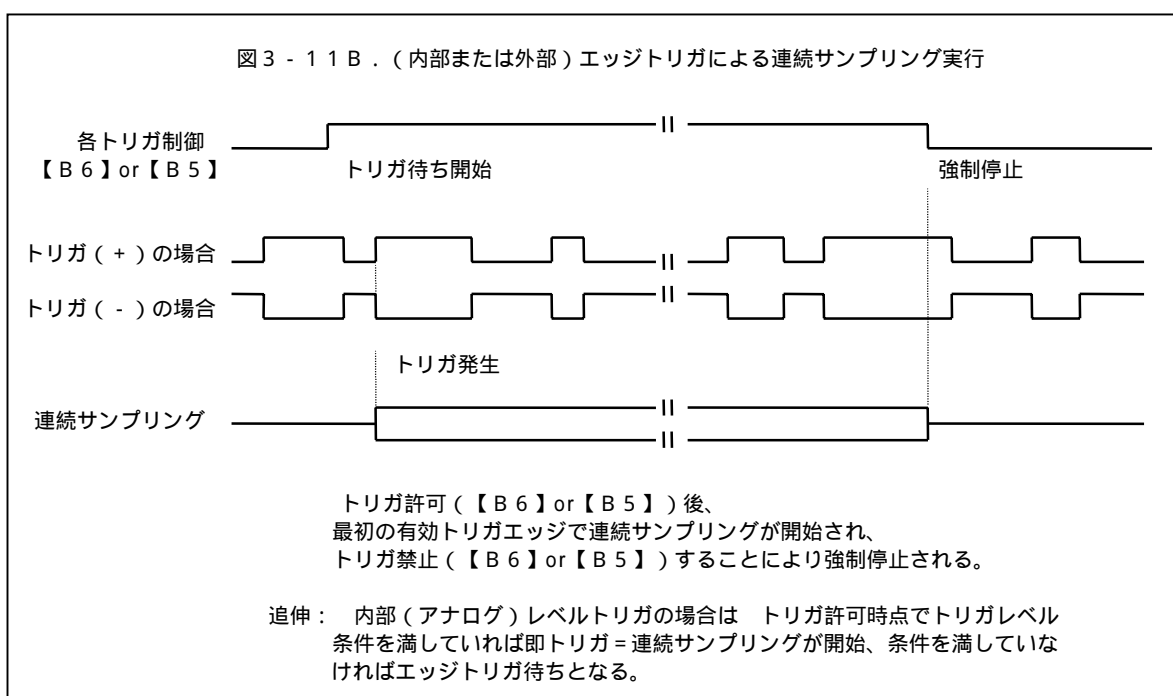 図3-11B.(内部または外部)エッジトリガによる連続サンプリング実行
各トリガ制御
【B6】or【B5】
トリガ待ち開始
強制停止
トリガ(+)の場合
トリガ(-)の場合
トリガ発生
連続サンプリング
トリガ許可(【B6】or【B5】)後、
最初の有効トリガエッジで連続サンプリングが開始され、
トリガ禁止(【B6】or【B5】)することにより強制停止される。
追伸: 内部(アナログ)レベルトリガの場合は トリガ許可時点でトリガレベル
条件を満していれば即トリガ=連続サンプリングが開始、条件を満していな
ければエッジトリガ待ちとなる。